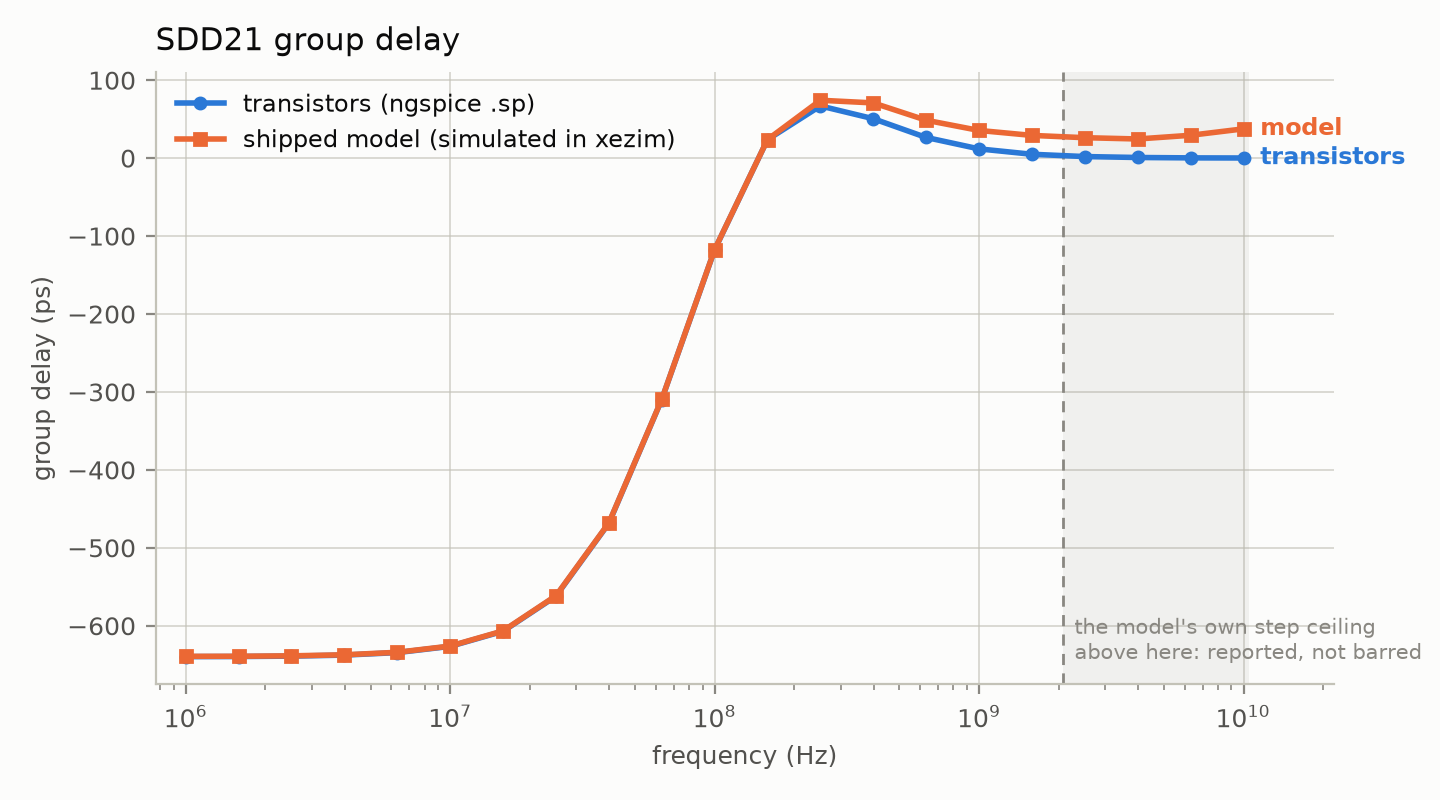 SDD21 group delay
transistors (ngspice .sp)
shipped model (simulated in xezim)
100
0
−100
−200
−300
−400
−500
−600
group delay (ps)
model
transistors
the model's own step ceiling
above here: reported, not barred
10⁶
10⁷
10⁸
10⁹
10¹⁰
frequency (Hz)